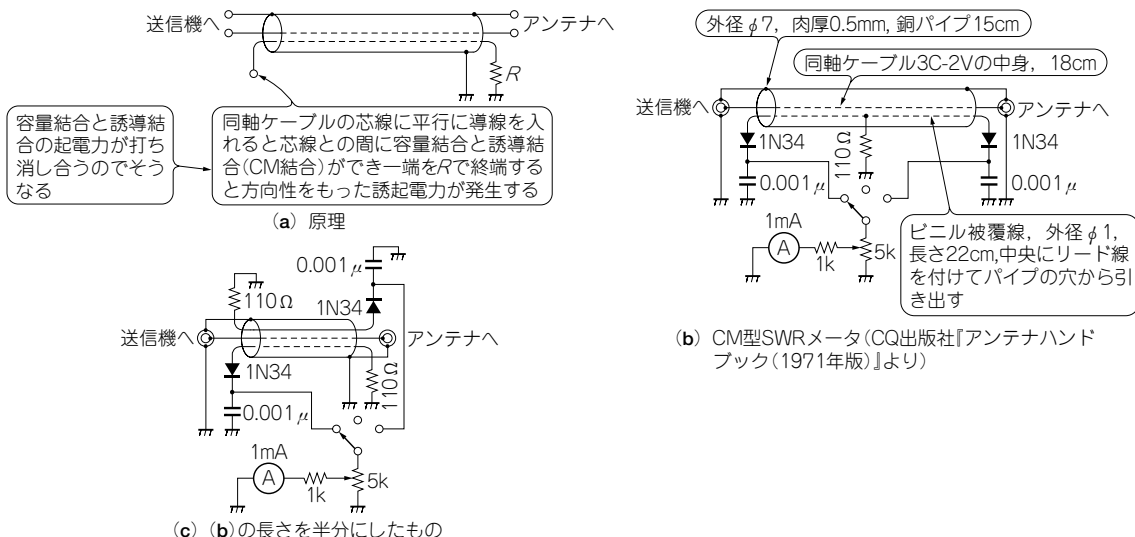 送信機へ
アンテナへ
R
容量結合と誘導結
合の起電力が打ち
消し合うのでそう
なる
同軸ケーブルの芯線に平行に導線を入
れると芯線との間に容量結合と誘導結
合(CM結合)ができ一端をRで終端する
と方向性をもった誘起電力が発生する
(a) 原理
外径φ7，肉厚0.5mm, 銅パイプ15cm
同軸ケーブル3C-2Vの中身，18cm
送信機へ
アンテナへ
1N34
110Ω
1N34
0.001μ
0.001μ
1mA
A
1k
5k
ビニル被覆線，外径φ1，
長さ22cm,中央にリード線
を付けてパイプの穴から引
き出す
(b) CM型SWRメータ(CQ出版社『アンテナハンド
ブック(1971年版)』より)
0.001μ
110Ω
1N34
送信機へ
アンテナへ
1N34
110Ω
0.001μ
1mA
A
1k
5k
(c) (b)の長さを半分にしたもの